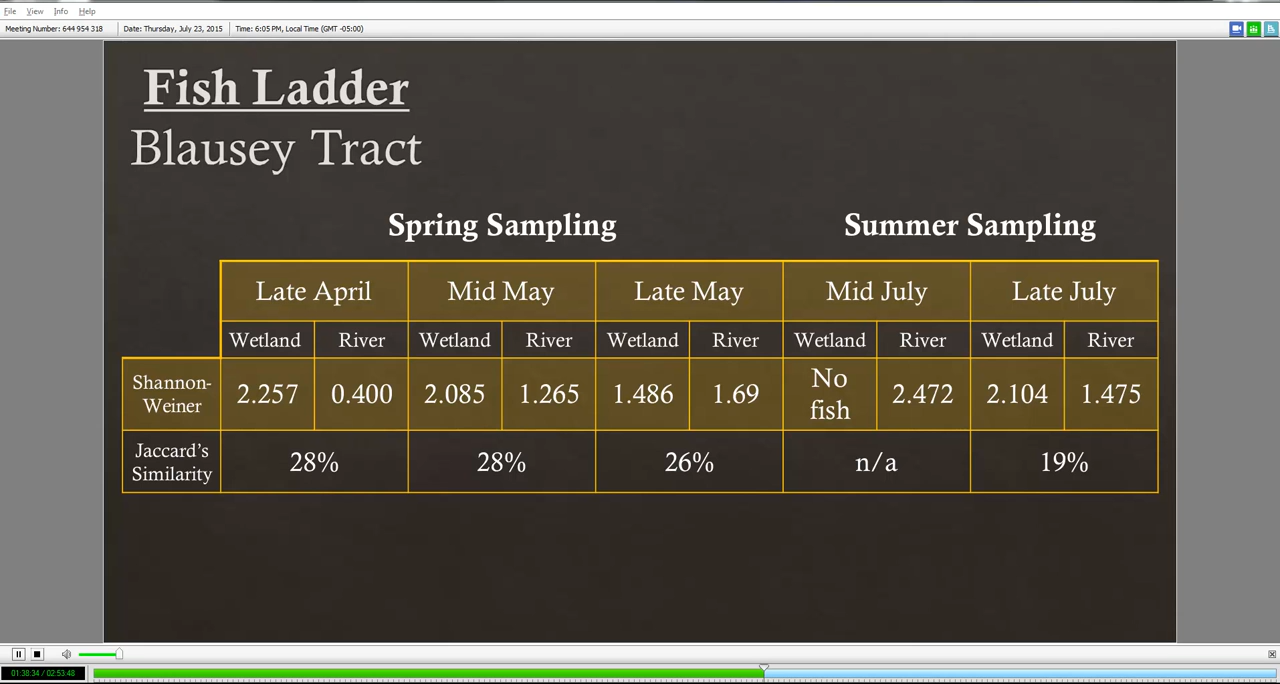 File View Info Help
Meeting Number: 644 954 318 Date: Thursday, July 23, 2015 Time: 6:05 PM, Local Time (GMT -05:00)
Fish Ladder
Blausey Tract
Spring Sampling Summer Sampling
Late April Mid May Late May Mid July Late July
Wetland River Wetland River Wetland River Wetland River Wetland River
Shannon-
Weiner 2.257 0.400 2.085 1.265 1.486 1.69 No
fish 2.472 2.104 1.475
Jaccard's
Similarity 28% 28% 26% n/a 19%
01:38:34 / 02:53:48